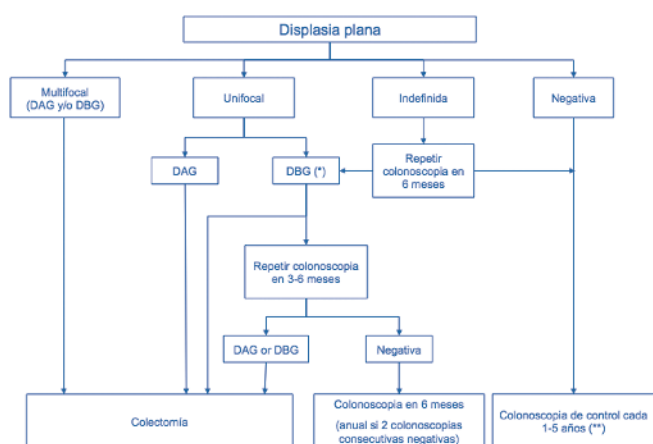 Displasia plana
Multifocal
(DAG y/o DBG)
Unifocal
Indefinida
Negativa
DAG
DBG (*)
Repetir
colonoscopia en
6 meses
Repetir colonoscopia
en 3-6 meses
DAG or DBG
Negativa
Colectomía
Colonoscopia en 6 meses
(anual si 2 colonoscopias
consecutivas negativas)
Colonoscopia de control cada
1-5 años (**)